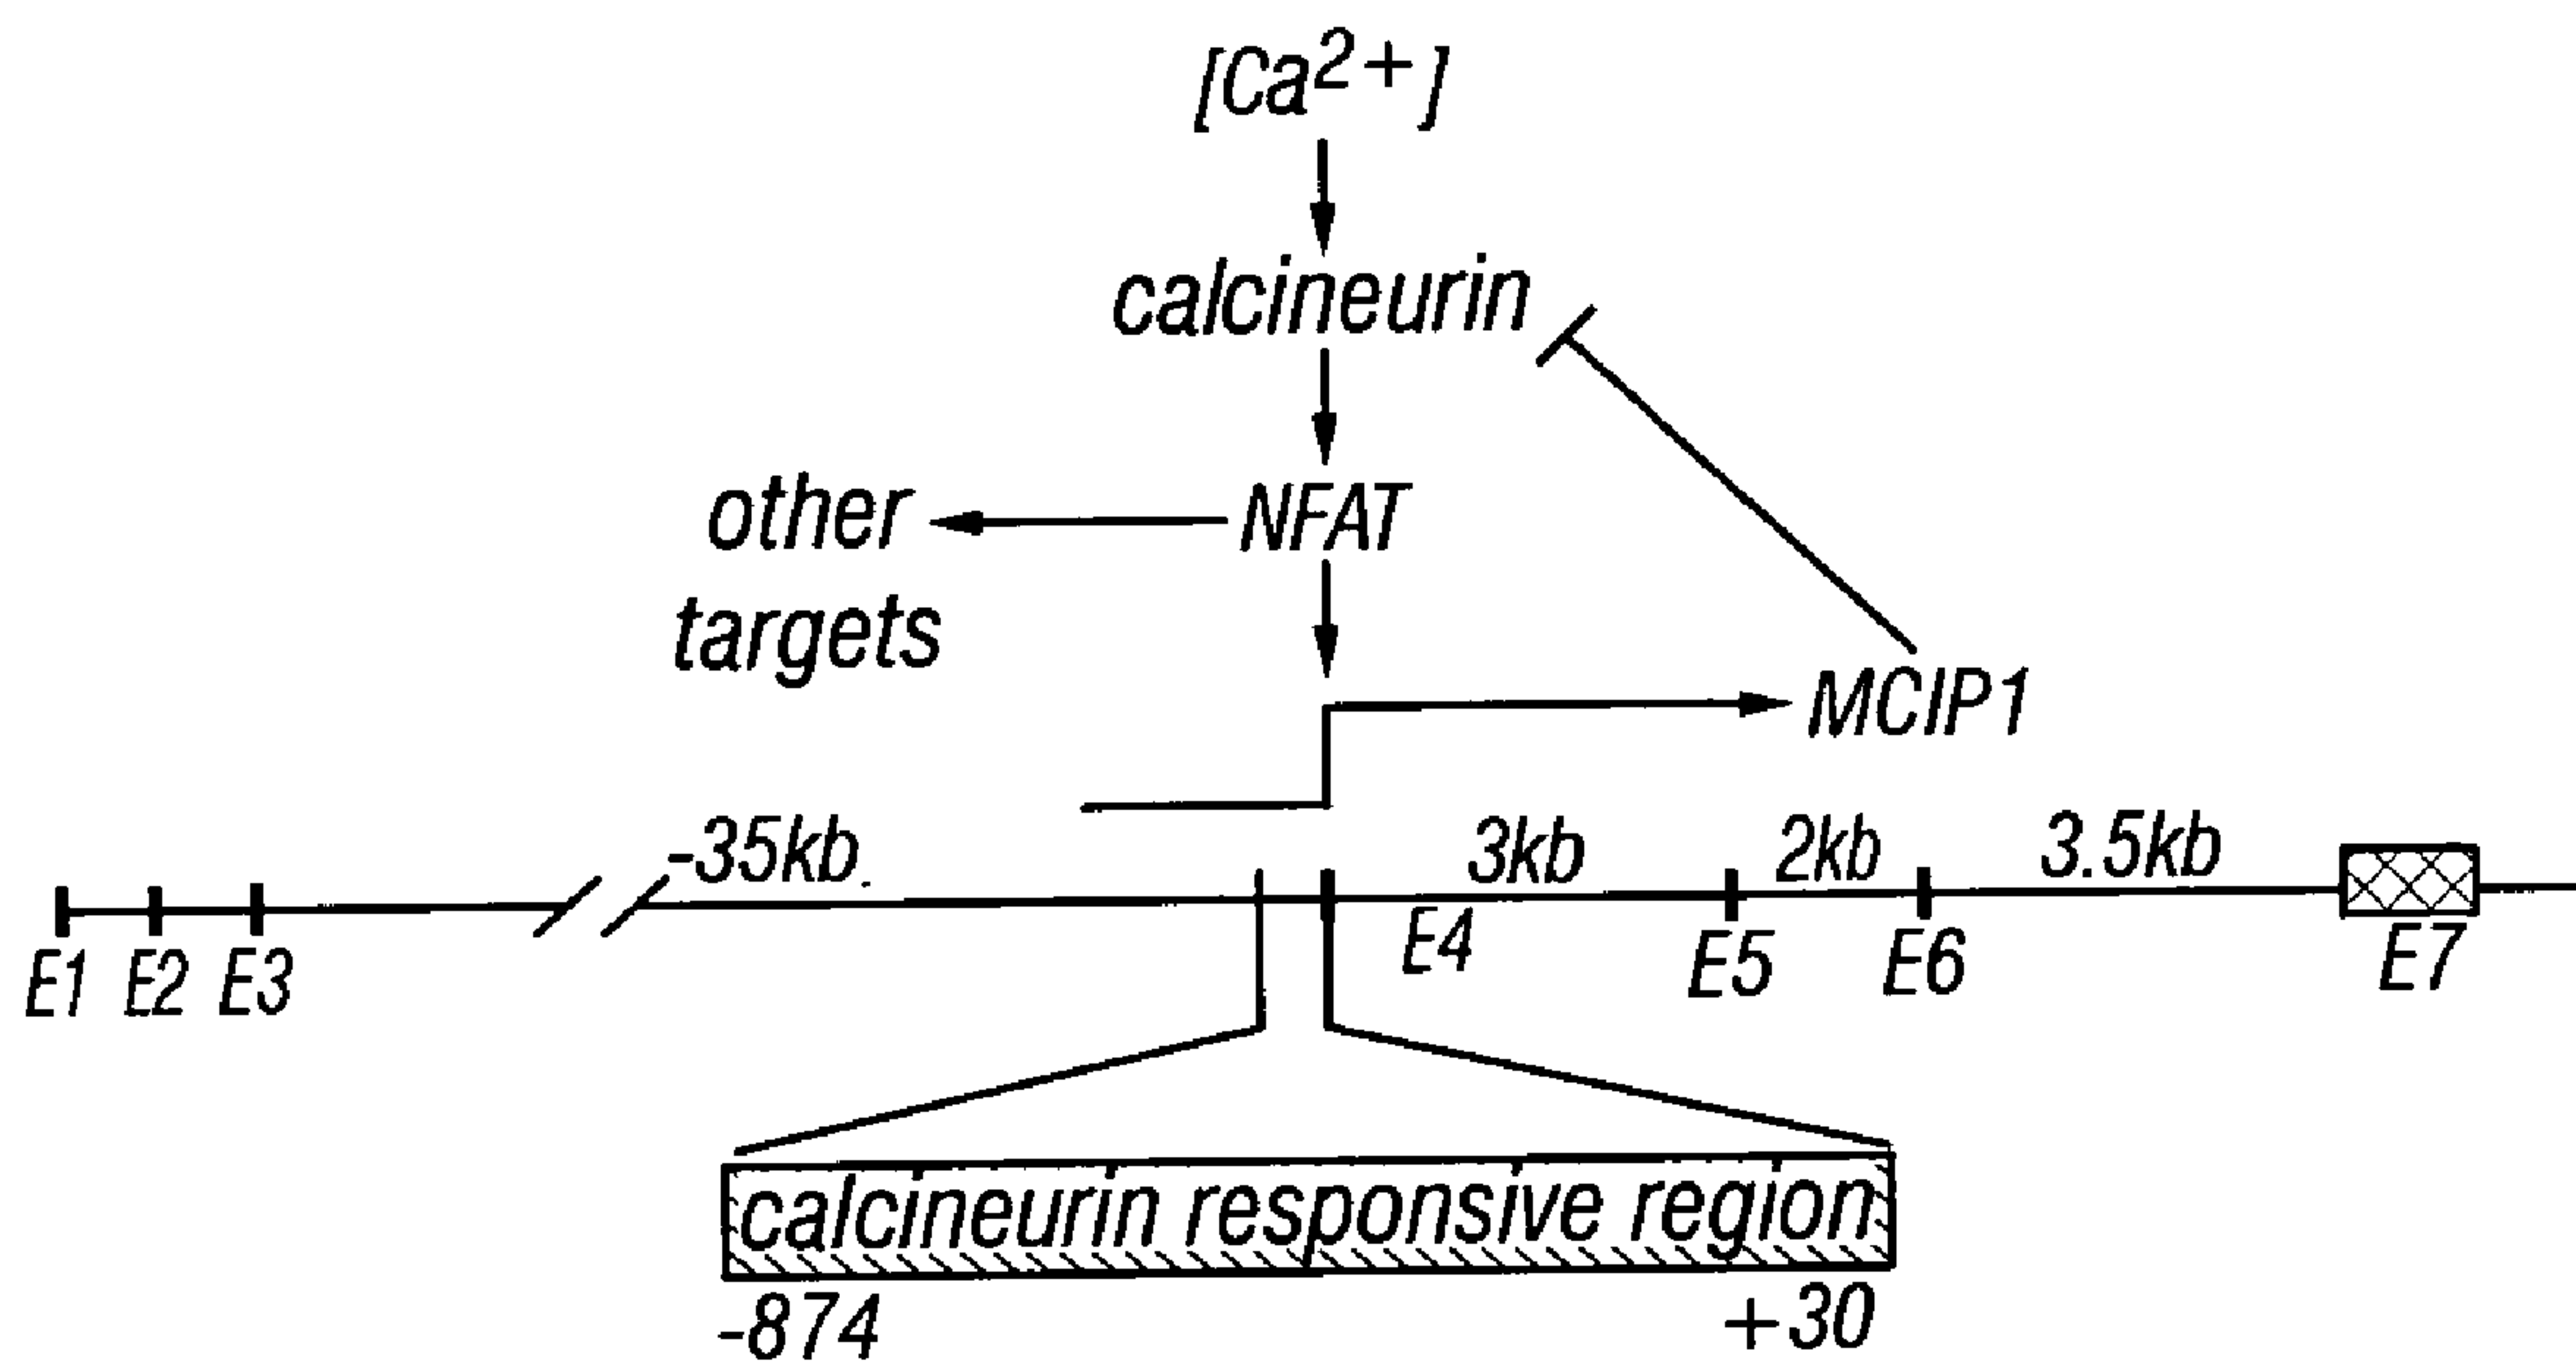 [Ca2+]
calcineurin
other
targets
NFAT
MCIP1
-35kb
3kb
2kb
3.5kb
E1
E2
E3
E4
E5
E6
E7
calcineurin responsive region
-874
+30